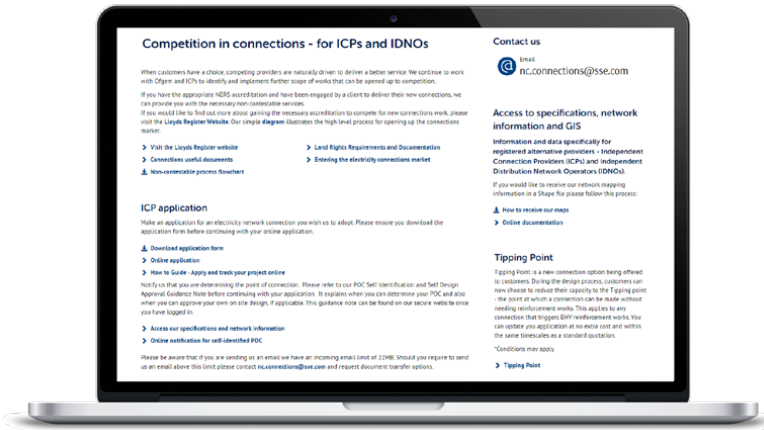 Competition in connections - for ICPs and IDNOs
When customers have a choice, competing providers are naturally driven to deliver a better service. We continue to work
with Ofgem and ICPs to identify and implement further scope of works that can be opened up to competition.
If you have the appropriate NERS accreditation and have been engaged by a client to deliver their new connections, we
can provide you with the necessary non-contestable services.
If you would like to find out more about gaining the necessary accreditation to compete for new connections work, please
visit the Lloyds Register Website. Our simple diagram illustrates the high level process for opening up the connections
market.
Visit the Lloyds Register website
Connections useful documents
Non-contestable process flowchart
Land Rights Requirements and Documentation
Entering the electricity connections market
ICP application
Make an application for an electricity network connection you wish us to adopt. Please ensure you download the
application form before continuing with your online application.
Download application form
Online application
How to Guide - Apply and track your project online
Notify us that you are determining the point of connection. Please refer to our POC Self Identification and Self Design
Approval Guidance Note before continuing with your application. It explains when you can determine your POC and also
when you can approve your own on site design, if applicable. This guidance note can be found on our secure website once
you have logged in.
Access our specifications and network information
Online notification for self-identified POC
Please be aware that if you are sending us an email we have an incoming email limit of 22MB. Should you require to send
us an email above this limit please contact nc.connections@sse.com and request document transfer options.
Contact us
@
Email
nc.connections@sse.com
Access to specifications, network
information and GIS
Information and data specifically for
registered alternative providers - Independent
Connection Providers (ICPs) and Independent
Distribution Network Operators (IDNOs).
If you would like to receive our network mapping
information in a Shape file please follow this process:
How to receive our maps
Online documentation
Tipping Point
Tipping Point is a new connection option being offered
to customers. During the design process, customers can
now choose to reduce their capacity to the Tipping point
- the point at which a connection can be made without
needing reinforcement works. This applies to any
connection that triggers EHV reinforcement works. You
can update you application at no extra cost and within
the same timescales as a standard quotation.
*Conditions may apply
Tipping Point